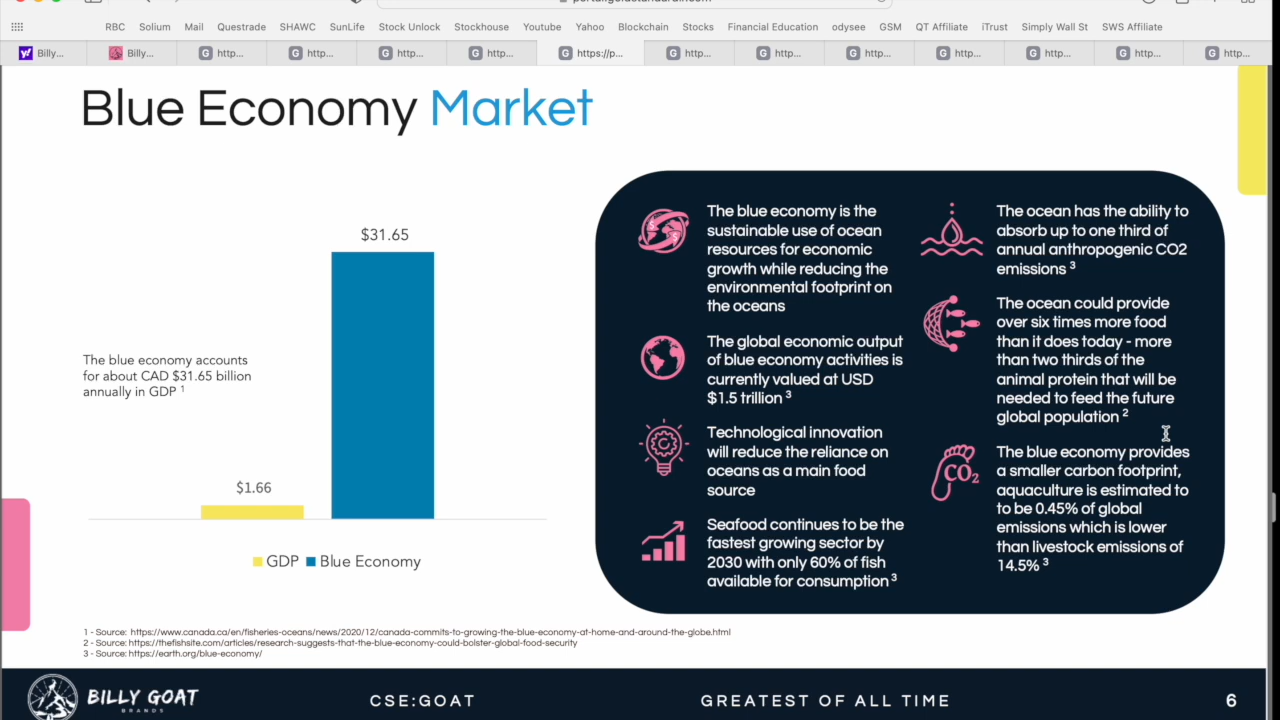 RBC Solium Mail Questrade SHAWC SunLife Stock Unlock Stockhouse Youtube Yahoo Blockchain Stocks Financial Education odysee GSM QT Affiliate iTrust Simply Wall St SWS Affiliate
Billy... Billy... http... http... http... http... https://p... http... http... http... http... http... http... http...
Blue Economy Market
$31.65
$1.66
The blue economy accounts
for about CAD $31.65 billion
annually in GDP 1
GDP Blue Economy
The blue economy is the
sustainable use of ocean
resources for economic
growth while reducing the
environmental footprint on
the oceans
The global economic output
of blue economy activities is
currently valued at USD
$1.5 trillion 3
Technological innovation
will reduce the reliance on
oceans as a main food
source
Seafood continues to be the
fastest growing sector by
2030 with only 60% of fish
available for consumption 3
The ocean has the ability to
absorb up to one third of
annual anthropogenic CO2
emissions 3
The ocean could provide
over six times more food
than it does today - more
than two thirds of the
animal protein that will be
needed to feed the future
global population 2
CO2
The blue economy provides
a smaller carbon footprint,
aquaculture is estimated to
to be 0.45% of global
emissions which is lower
than livestock emissions of
14.5% 3
1 - Source: https://www.canada.ca/en/fisheries-oceans/news/2020/12/canada-commits-to-growing-the-blue-economy-at-home-and-around-the-globe.html
2 - Source: https://thefishsite.com/articles/research-suggests-that-the-blue-economy-could-bolster-global-food-security
3 - Source: https://earth.org/blue-economy/
BILLY GOAT
BRANDS
CSE:GOAT
GREATEST OF ALL TIME
6